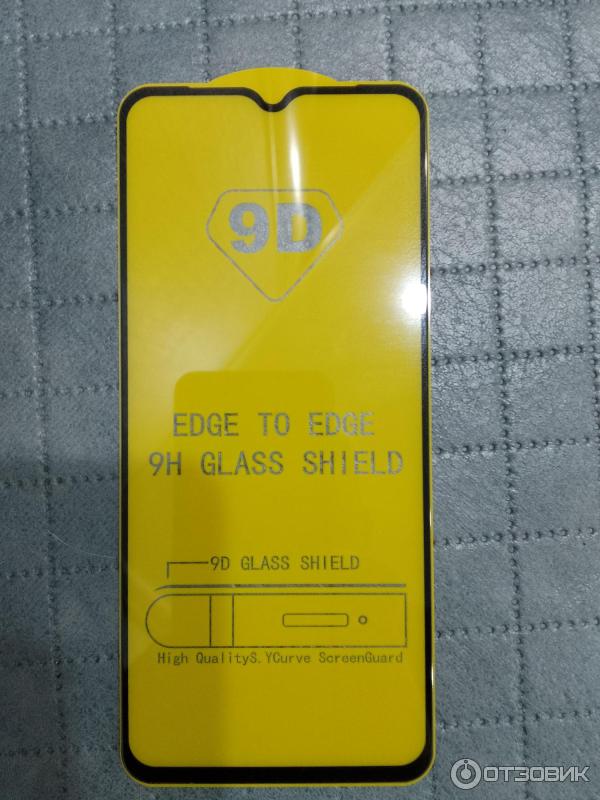 9D
EDGE TO EDGE
9H GLASS SHIELD
9D GLASS SHIELD
High QualityS.YCurve ScreenGuard
ОТЗОВИК